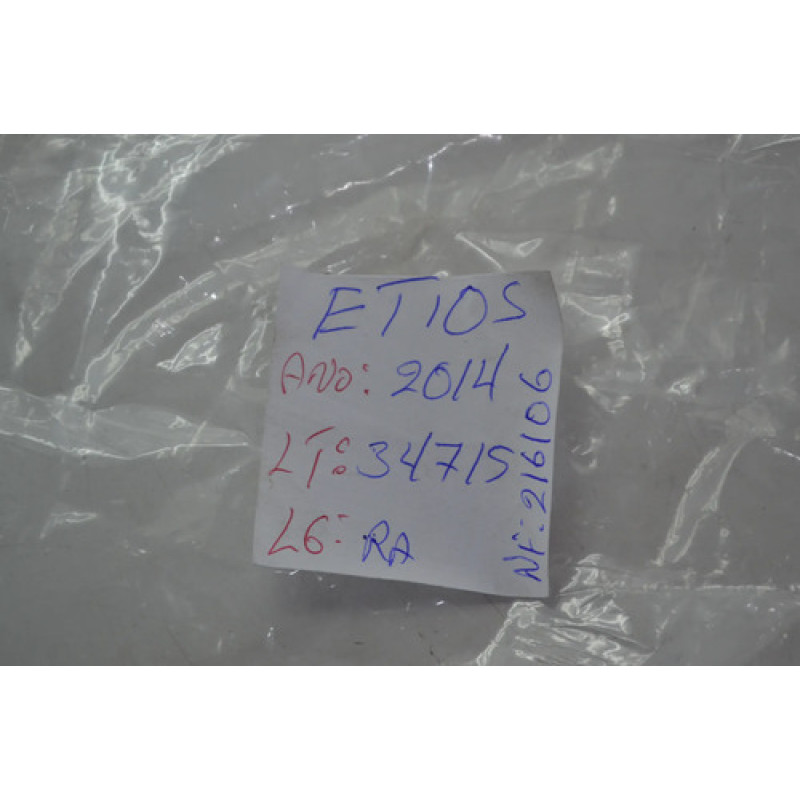 ETIOS
ANO: 2014
LT: 34715
LG: RA
NF: 216106